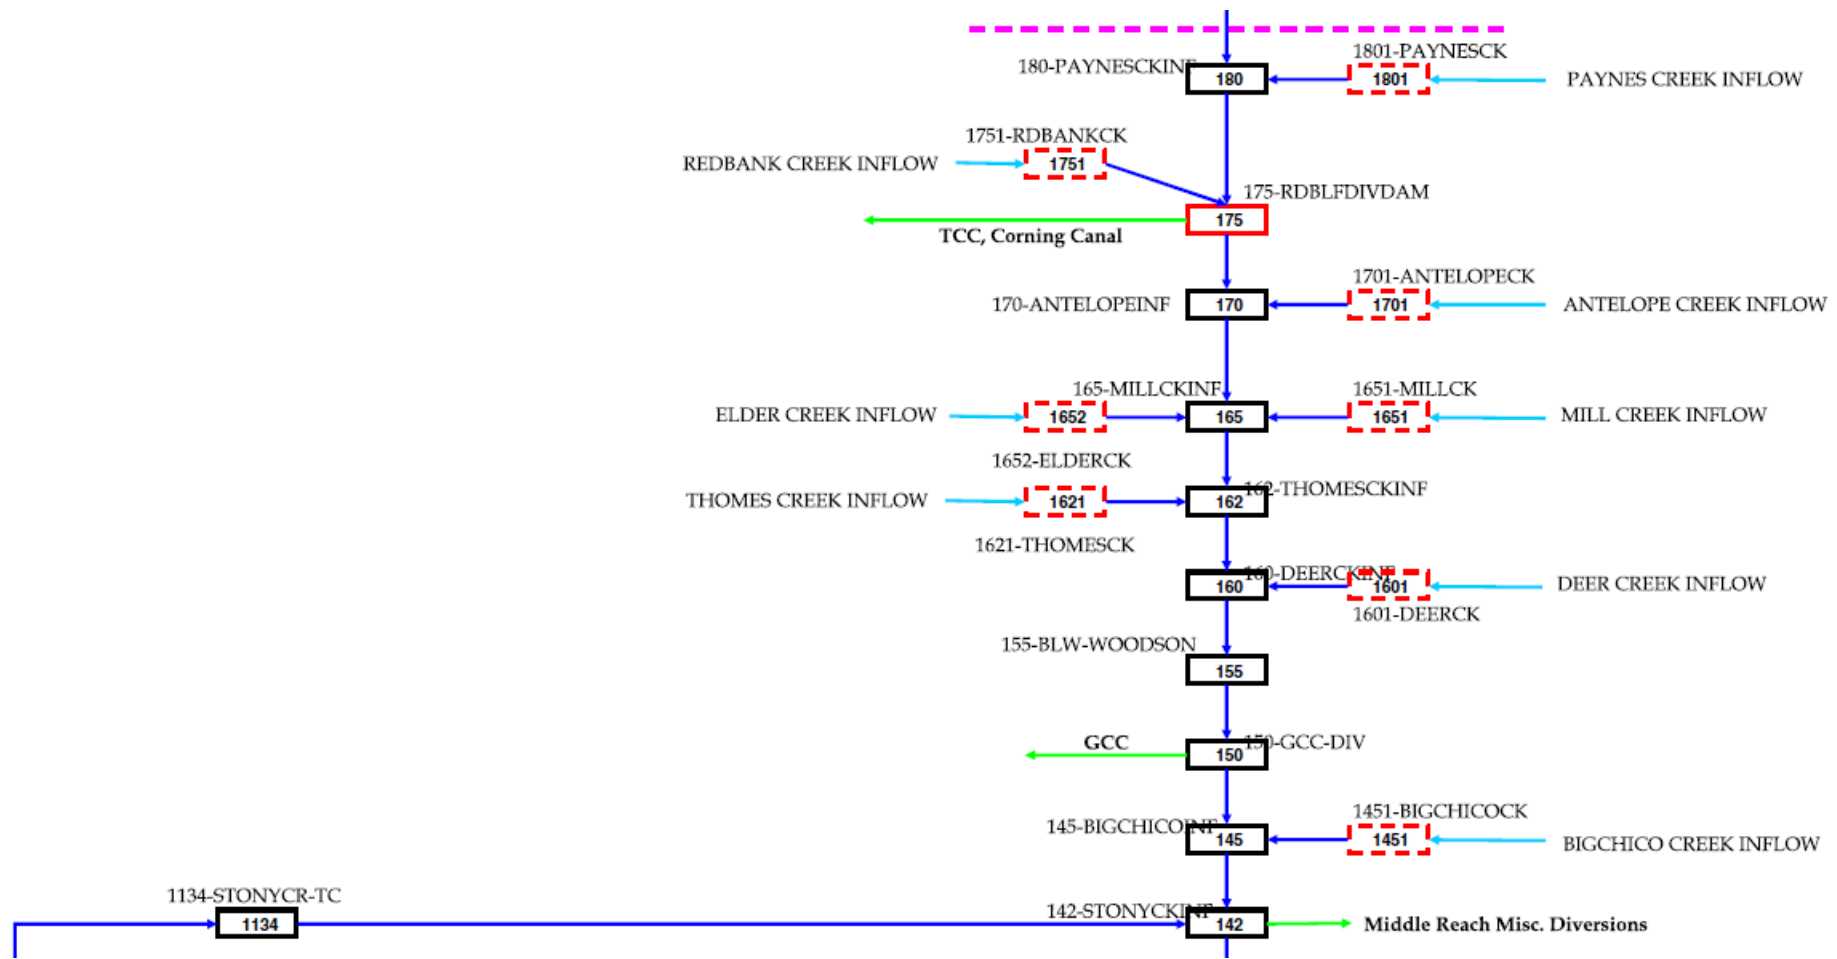 1801-PAYNESCK
180-PAYNESCKINF
180
1801
PAYNES CREEK INFLOW
1751-RDBANKCK
REDBANK CREEK INFLOW
1751
175-RDBLFDIVDAM
175
TCC, Corning Canal
1701-ANTELOPECK
170-ANTELOPEINF
170
1701
ANTELOPE CREEK INFLOW
165-MILLCKINF
1651-MILLCK
ELDER CREEK INFLOW
1652
165
1651
MILL CREEK INFLOW
1652-ELDERCK
162-THOMESCKINF
THOMES CREEK INFLOW
1621
162
1621-THOMESCK
160-DEERCKINF
160
1601
DEER CREEK INFLOW
1601-DEERCK
155-BLW-WOODSON
155
GCC
150-GCC-DIV
150
1451-BIGCHICOCK
145-BIGCHICOINF
145
1451
BIGCHICO CREEK INFLOW
1134-STONYCR-TC
142-STONYCKINF
1134
142
Middle Reach Misc. Diversions